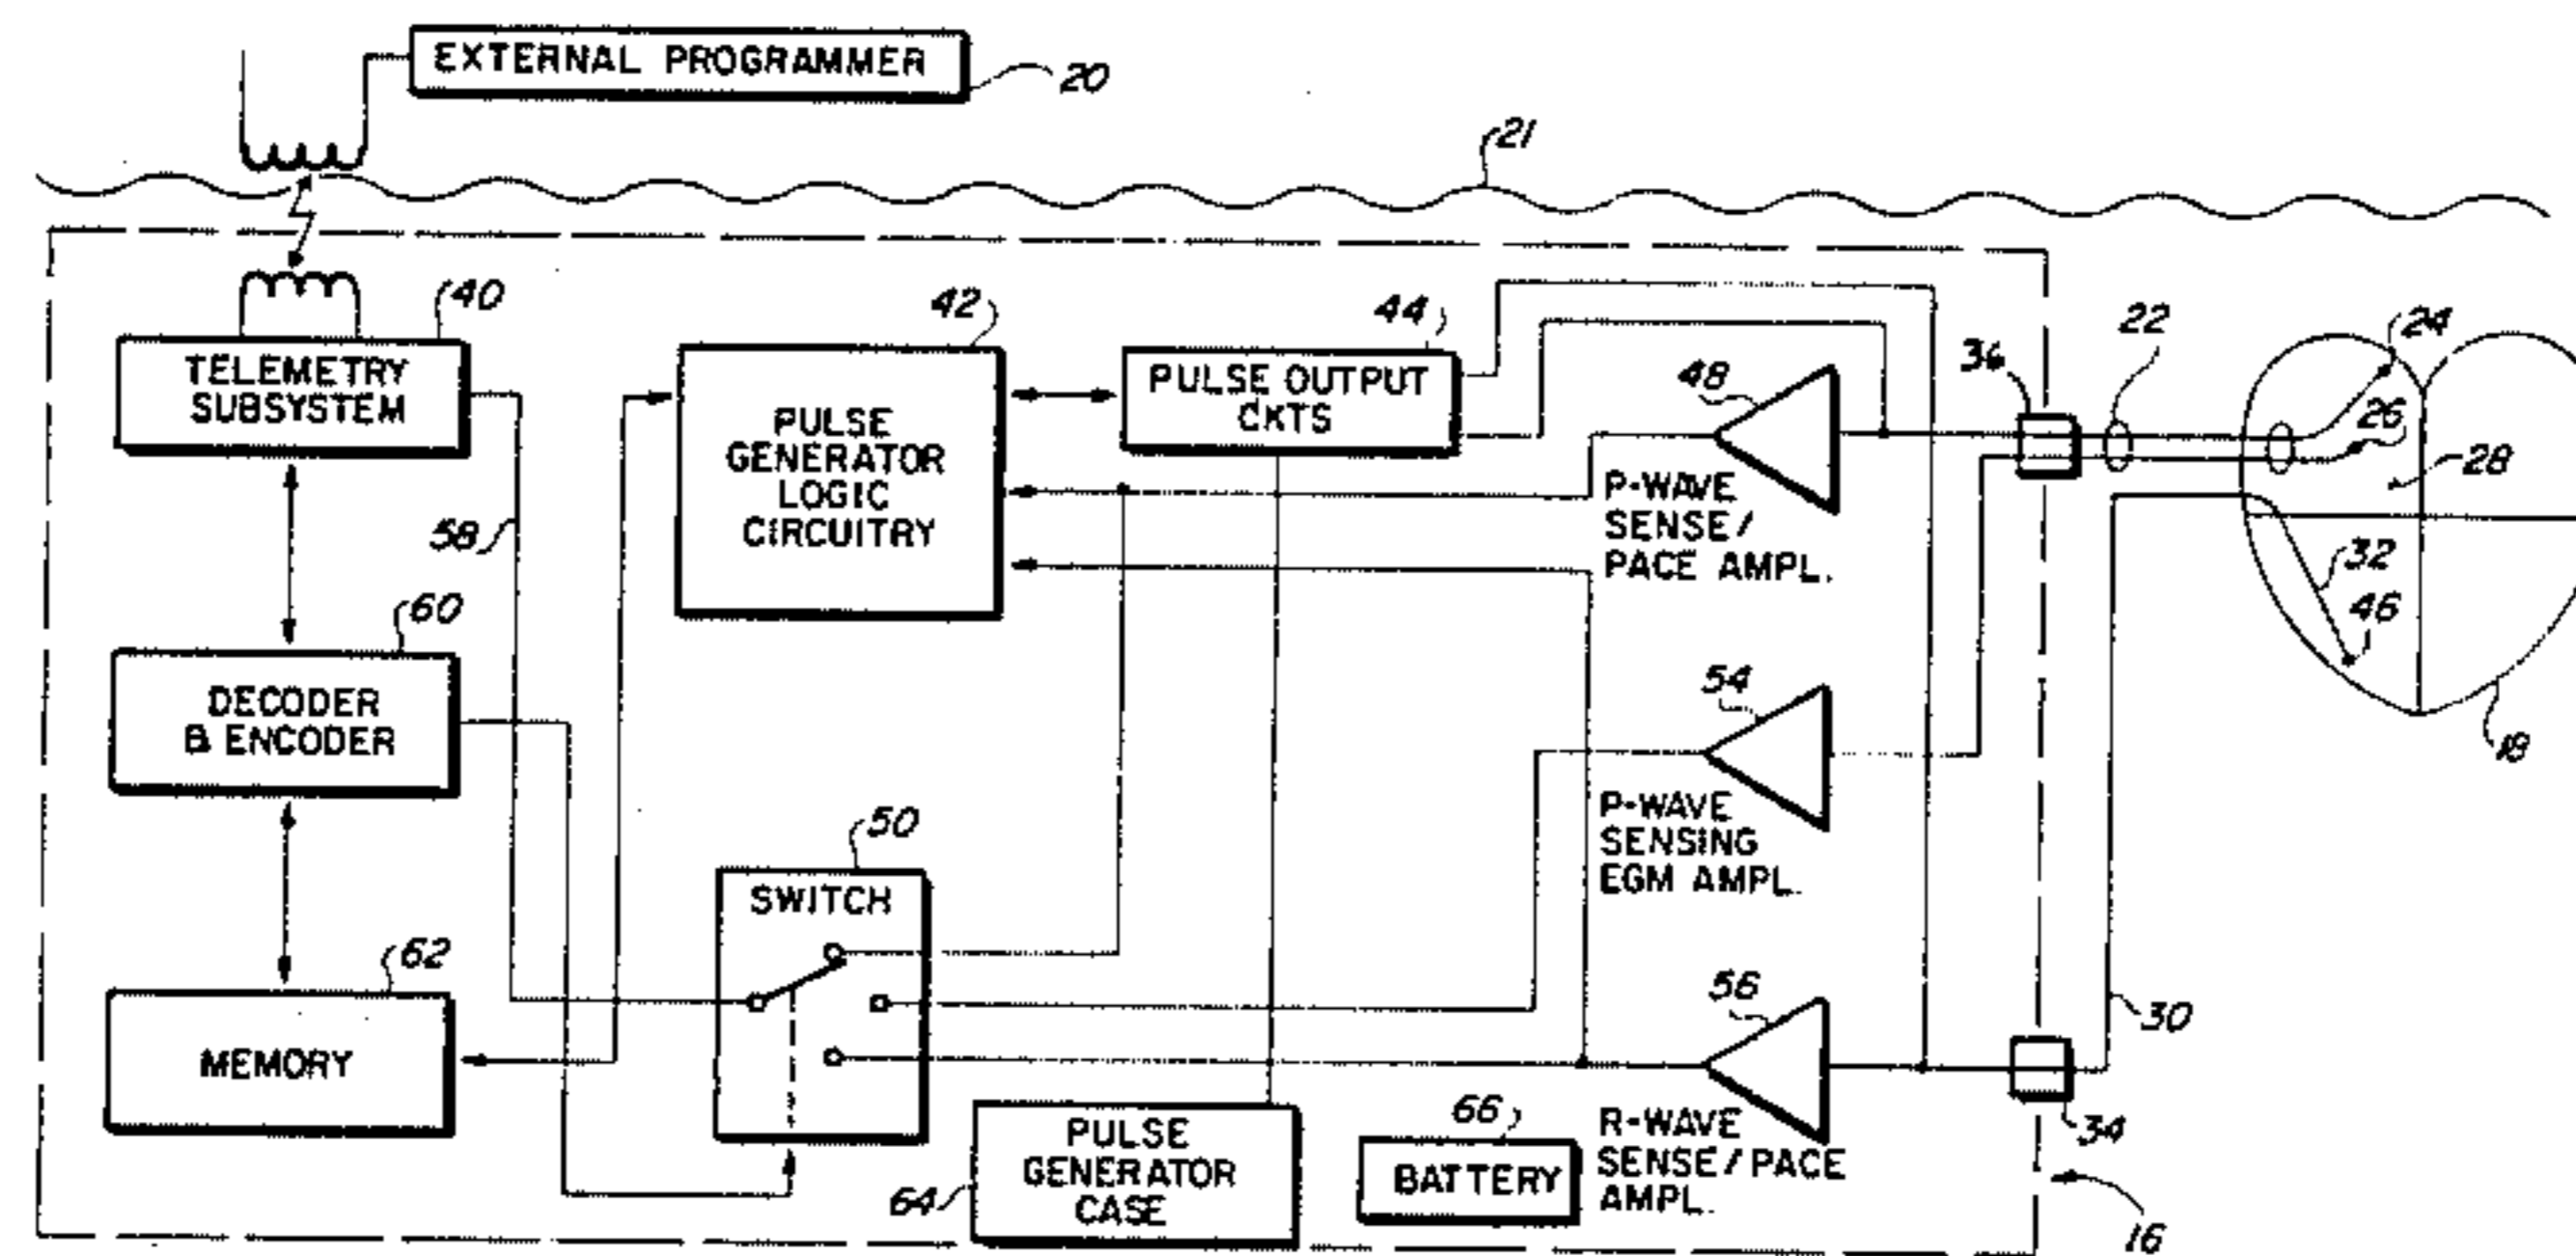 EXTERNAL PROGRAMMER
20
21
40
TELEMETRY
SUBSYSTEM
42
PULSE
GENERATOR
LOGIC
CIRCUITRY
44
PULSE OUTPUT
CKTS
48
P-WAVE
SENSE/
PACE AMPL.
36
22
24
26
28
32
46
18
58
60
DECODER
& ENCODER
54
P-WAVE
SENSING
EGM AMPL.
50
SWITCH
62
MEMORY
56
R-WAVE
SENSE/PACE
AMPL.
30
34
64
PULSE
GENERATOR
CASE
66
BATTERY
16